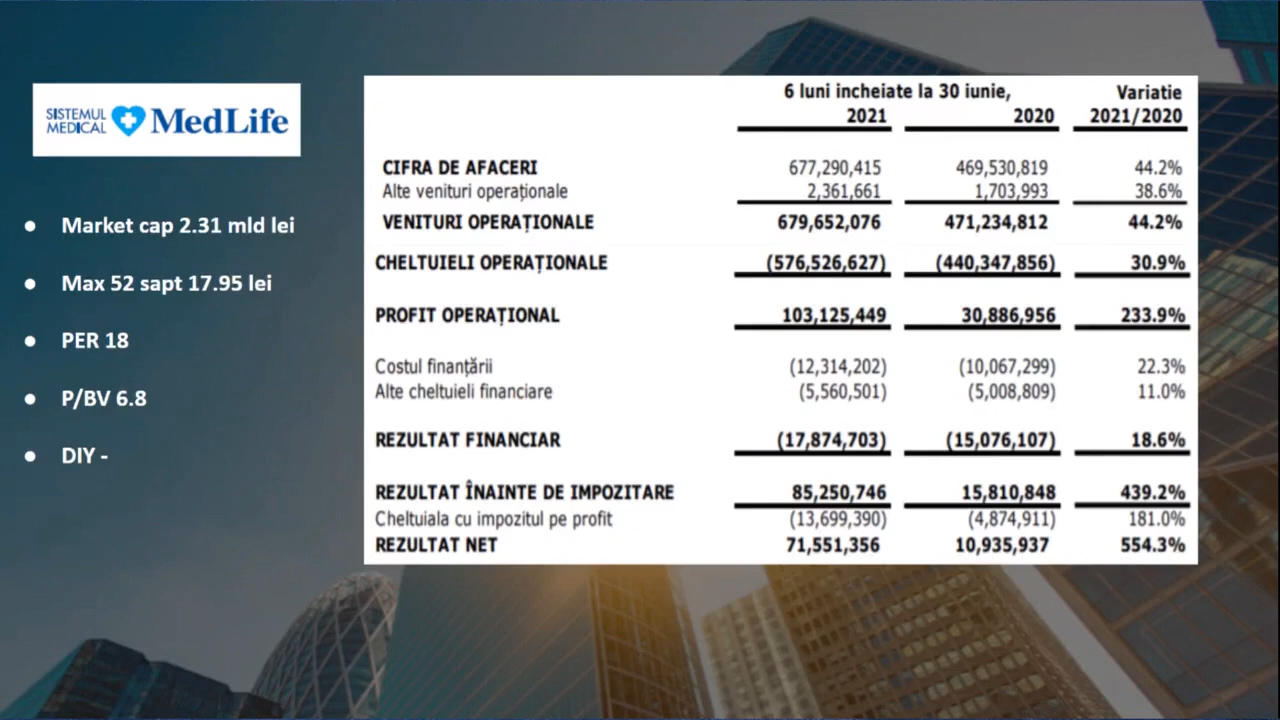 SISTEMUL
MEDICAL
MedLife
● Market cap 2.31 mld lei
● Max 52 sapt 17.95 lei
● PER 18
● P/BV 6.8
● DIY -
6 luni incheiate la 30 iunie, Variatie
2021 2020 2021/2020
CIFRA DE AFACERI 677,290,415 469,530,819 44.2%
Alte venituri operaționale 2,361,661 1,703,993 38.6%
VENITURI OPERAȚIONALE 679,652,076 471,234,812 44.2%
CHELTUIELI OPERAȚIONALE (576,526,627) (440,347,856) 30.9%
PROFIT OPERAȚIONAL 103,125,449 30,886,956 233.9%
Costul finanțării (12,314,202) (10,067,299) 22.3%
Alte cheltuieli financiare (5,560,501) (5,008,809) 11.0%
REZULTAT FINANCIAR (17,874,703) (15,076,107) 18.6%
REZULTAT ÎNAINTE DE IMPOZITARE 85,250,746 15,810,848 439.2%
Cheltuiala cu impozitul pe profit (13,699,390) (4,874,911) 181.0%
REZULTAT NET 71,551,356 10,935,937 554.3%